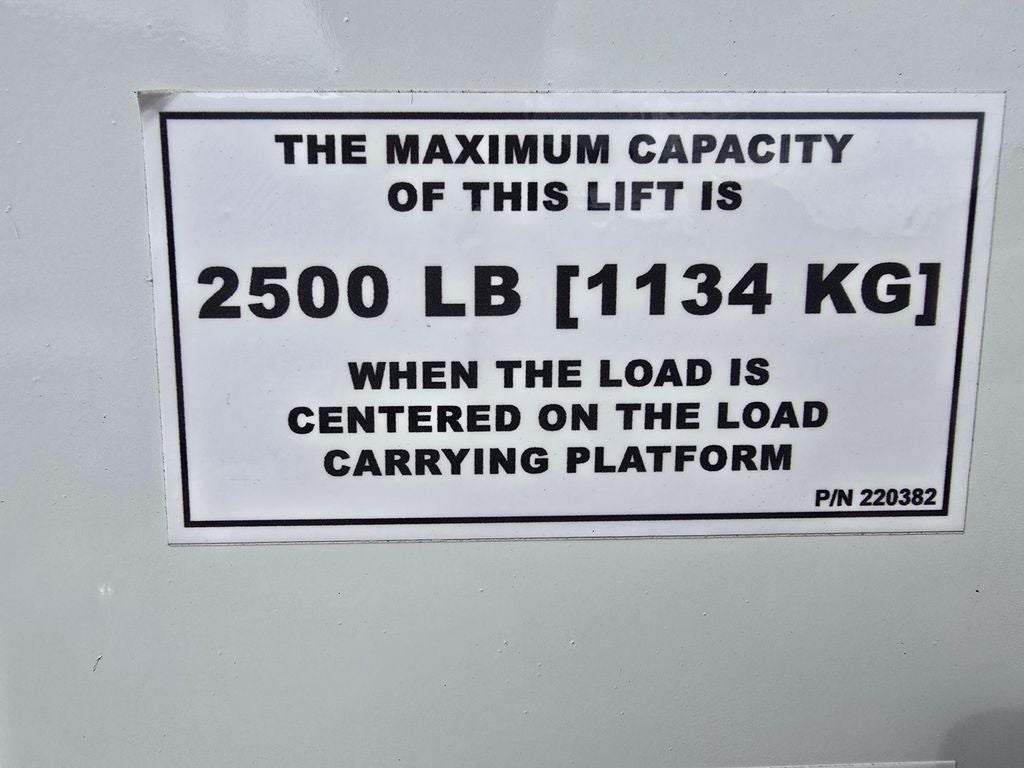 THE MAXIMUM CAPACITY
OF THIS LIFT IS
2500 LB [1134 KG]
WHEN THE LOAD IS
CENTERED ON THE LOAD
CARRYING PLATFORM
P/N 220382